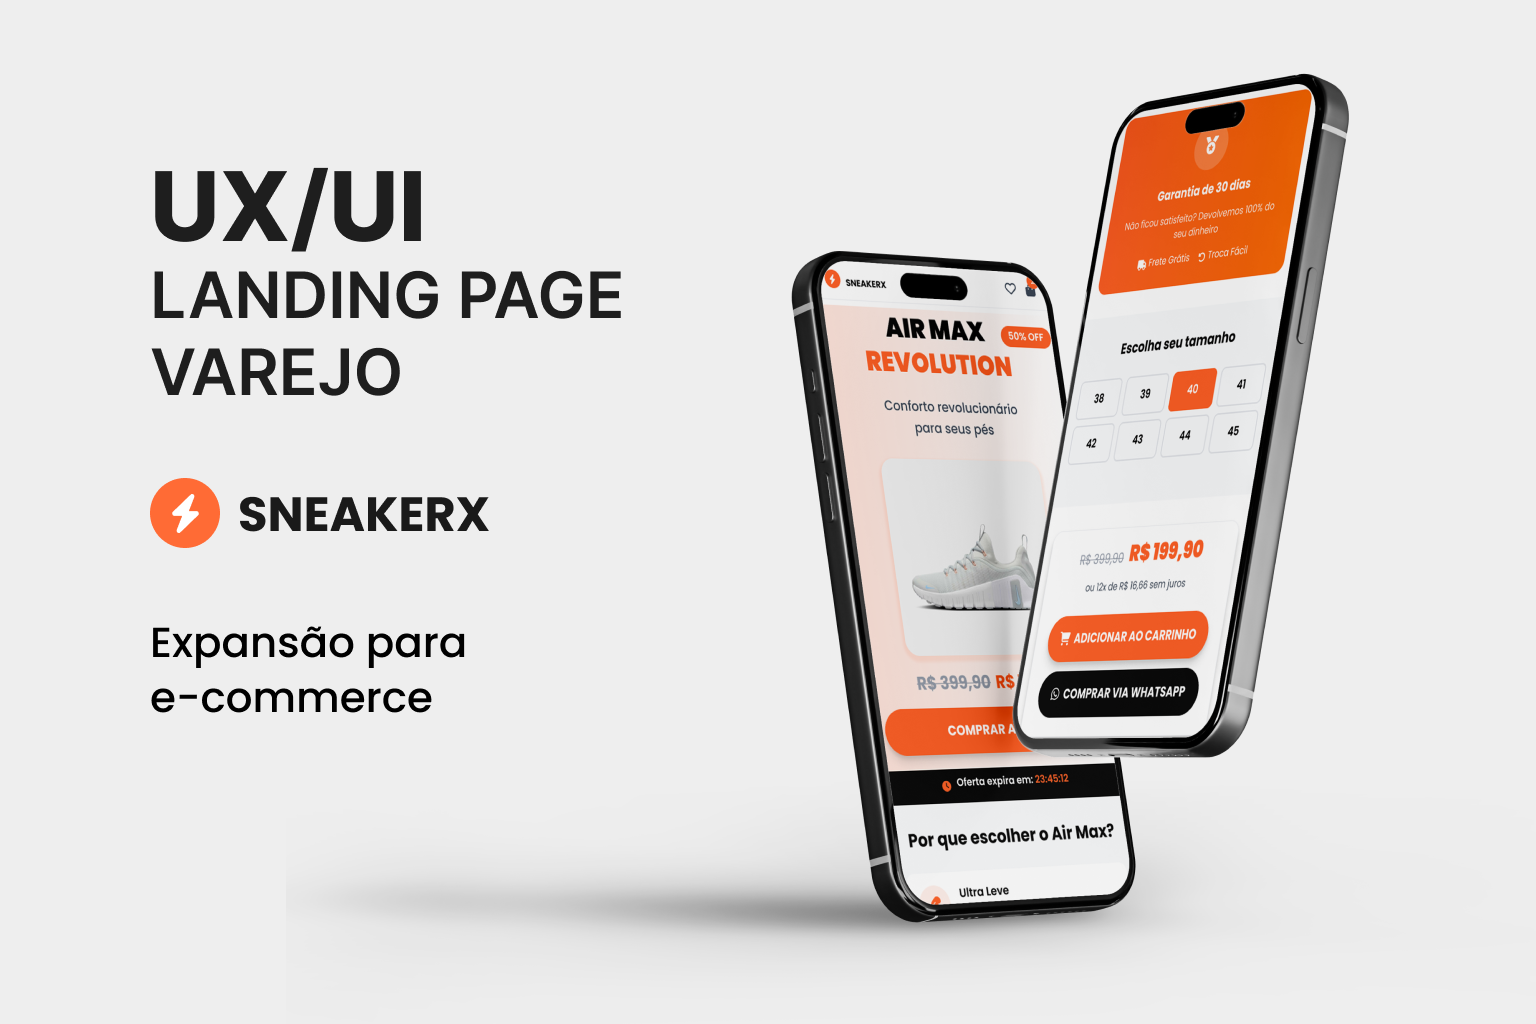 UX/UI
LANDING PAGE
VAREJO
SNEAKERX
Expansão para
e-commerce
SNEAKERX
AIR MAX
50% OFF
REVOLUTION
Conforto revolucionário
para seus pés
R$ 399,90 R$
COMPRAR
Oferta expira em: 23:45:12
Por que escolher o Air Max?
Ultra Leve
Garantia de 30 dias
Não ficou satisfeito? Devolvemos 100% do
seu dinheiro
Frete Grátis Troca Fácil
Escolha seu tamanho
38 39 40 41
42 43 44 45
R$ 399,90 R$ 199,90
ou 12x de R$ 16,66 sem juros
ADICIONAR AO CARRINHO
COMPRAR VIA WHATSAPP